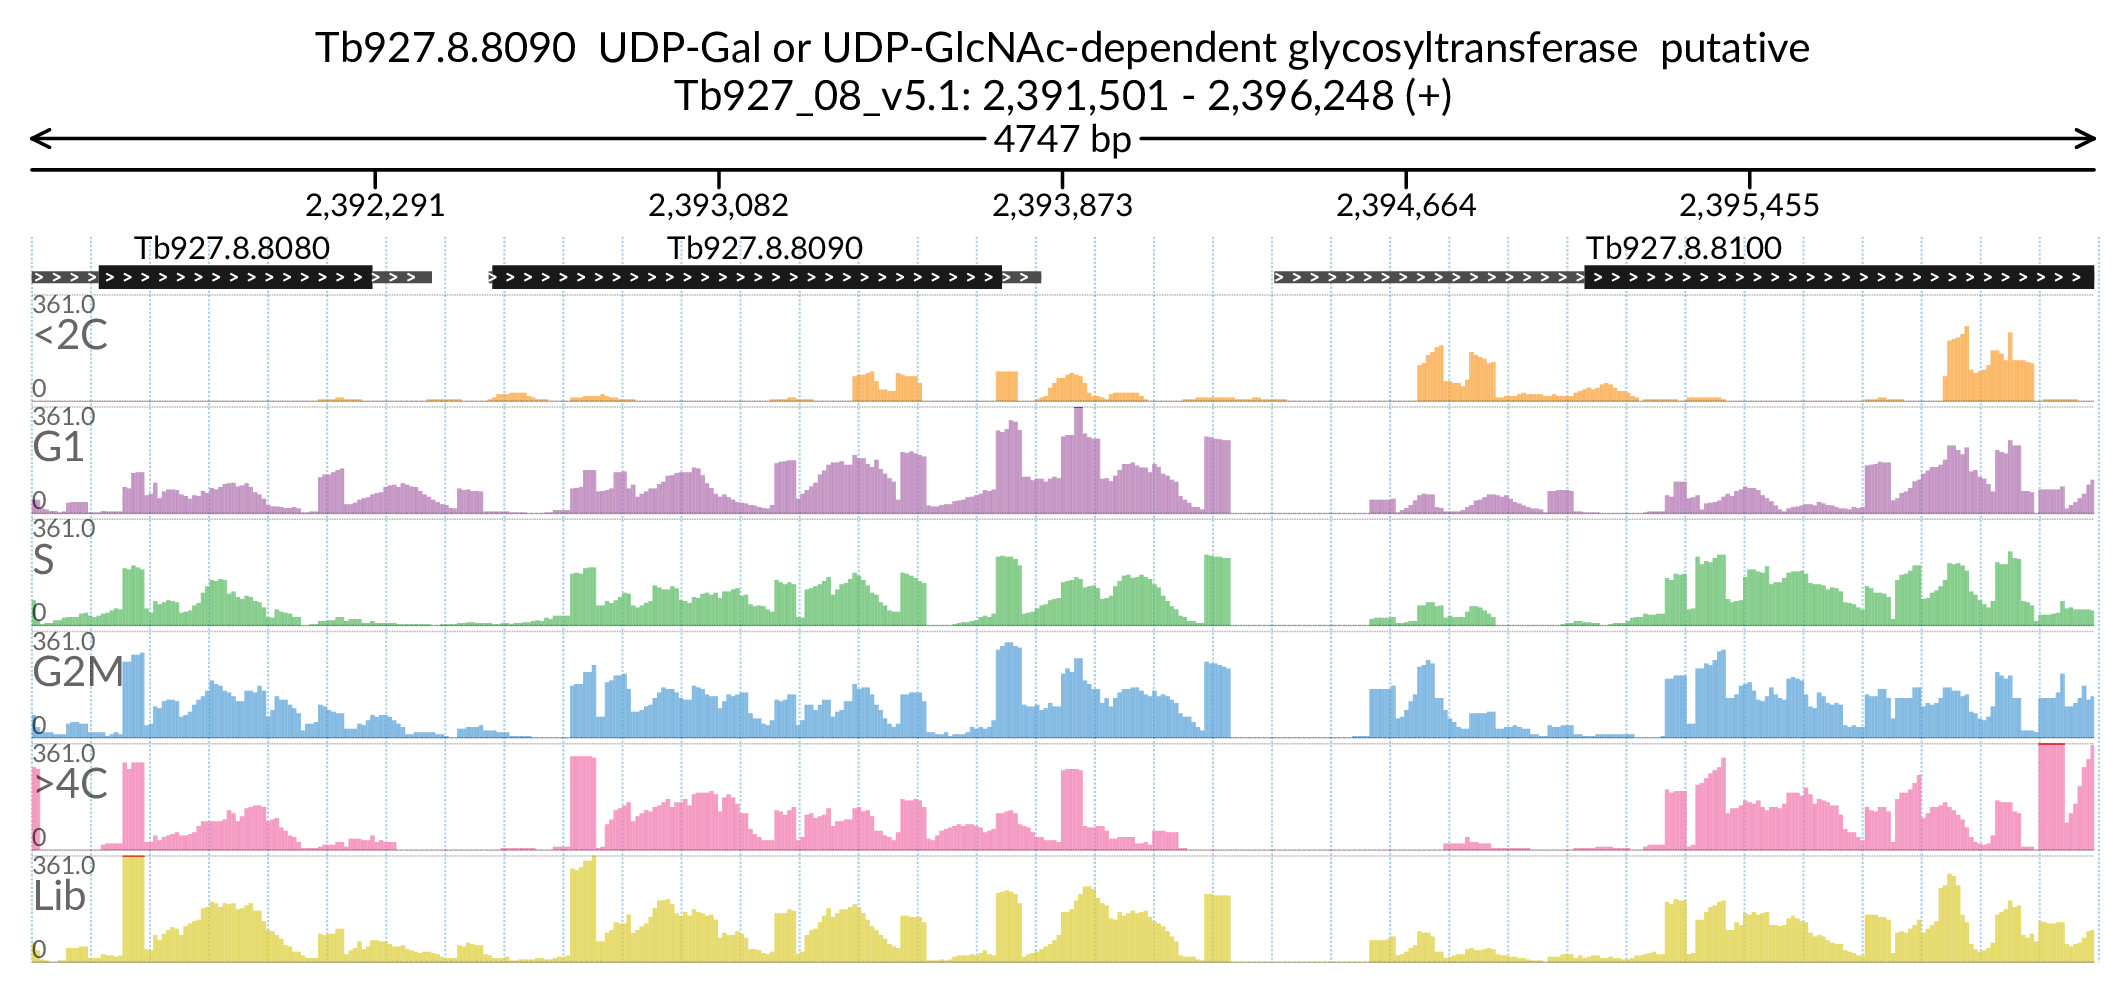 Tb927.8.8090  UDP-Gal or UDP-GlcNAc-dependent glycosyltransferase  putative
Tb927_08_v5.1: 2,391,501 - 2,396,248 (+)
4747 bp
2,392,291 2,393,082 2,393,873 2,394,664 2,395,455
Tb927.8.8080 Tb927.8.8090 Tb927.8.8100
361.0
<2C
0
361.0
G1
0
361.0
S
0
361.0
G2M
0
361.0
>4C
0
361.0
Lib
0